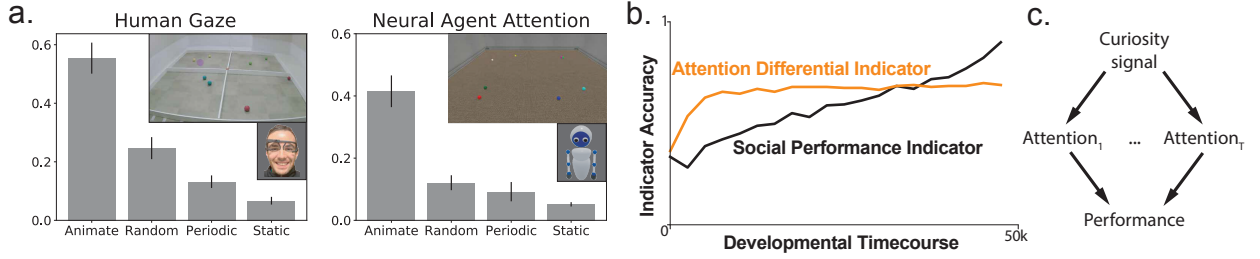 a.
Human Gaze
0.6
0.4
0.2
0.0
Animate Random Periodic Static
Neural Agent Attention
0.6
0.4
0.2
0.0
Animate Random Periodic Static
b.
1
Indicator Accuracy
Attention Differential Indicator
Social Performance Indicator
0
Developmental Timecourse
50k
c.
Curiosity
signal
Attention1 ... AttentionT
Performance